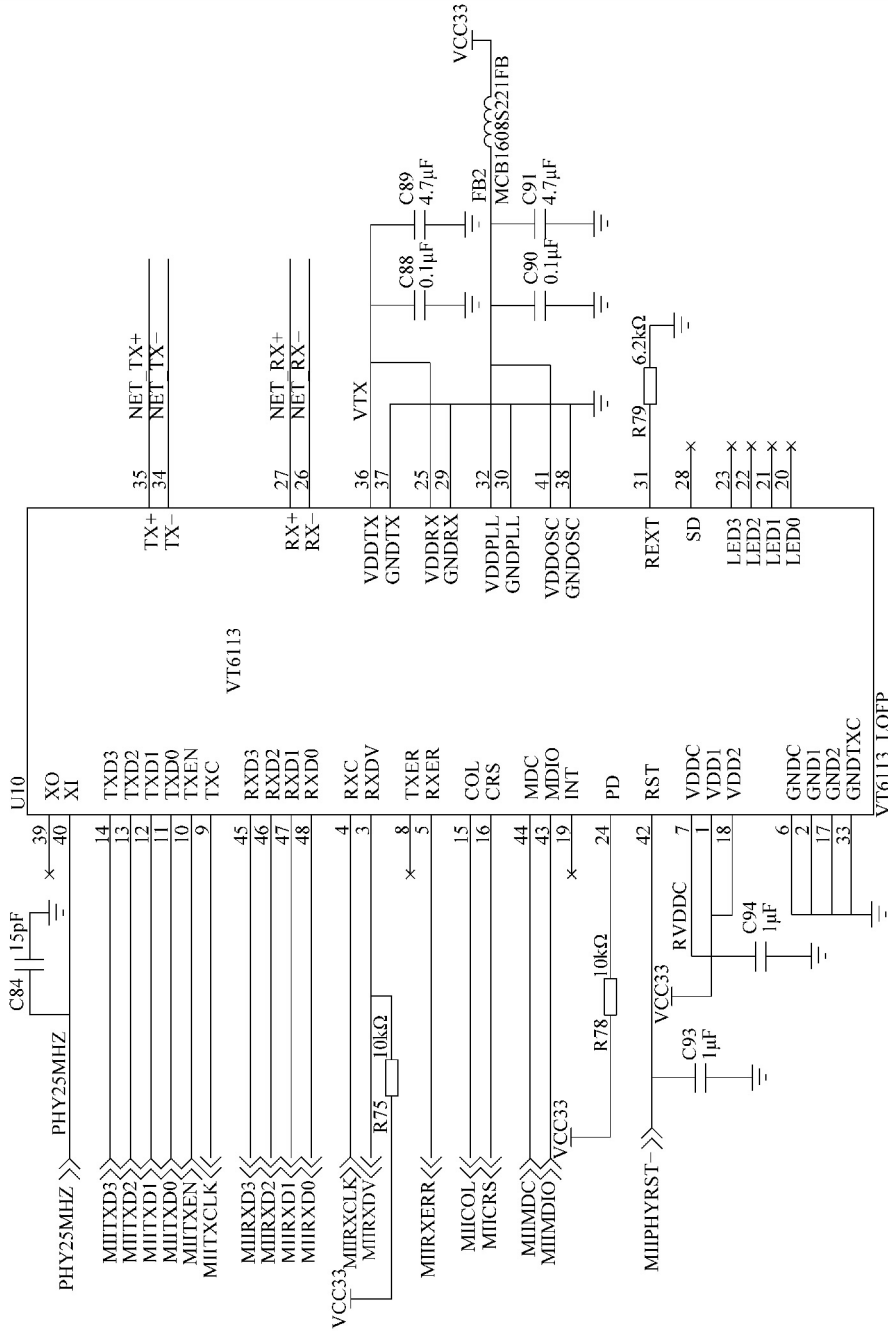 U10
VT6113
VT6113_LQFP
39
XO
40
XI
PHY25MHZ
PHY25MHZ
C84
15pF
MIITXD3
14
TXD3
MIITXD2
13
TXD2
MIITXD1
12
TXD1
MIITXD0
11
TXD0
MIITXEN
10
TXEN
MIITXCLK
9
TXC
MIIRXD3
45
RXD3
MIIRXD2
46
RXD2
MIIRXD1
47
RXD1
MIIRXD0
48
RXD0
MIIRXCLK
4
RXC
MIIRXDV
3
RXDV
VCC33
R75
10kΩ
8
TXER
MIIRXERR
5
RXER
MIICOL
15
COL
MIICRS
16
CRS
MIIMDC
44
MDC
MIIMDIO
43
MDIO
19
INT
VCC33
R78
10kΩ
24
PD
MIIPHYRST−
42
RST
C93
1μF
VCC33
RVDDC
7
VDDC
1
VDD1
18
VDD2
C94
1μF
6
GNDC
2
GND1
17
GND2
33
GNDTXC
TX+
35
NET_TX+
TX−
34
NET_TX−
RX+
27
NET_RX+
RX−
26
NET_RX−
VDDTX
36
VTX
GNDTX
37
VDDRX
25
GNDRX
29
VDDPLL
32
GNDPLL
30
VDDOSC
41
GNDOSC
38
C88
0.1μF
C89
4.7μF
FB2
MCB1608S221FB
VCC33
C90
0.1μF
C91
4.7μF
REXT
31
R79
6.2kΩ
SD
28
LED3
23
LED2
22
LED1
21
LED0
20